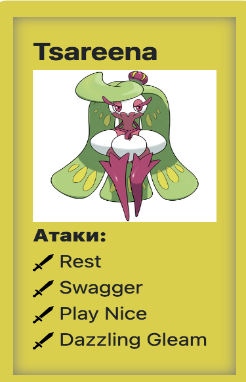 Tsareena
Атаки:
Rest
Swagger
Play Nice
Dazzling Gleam